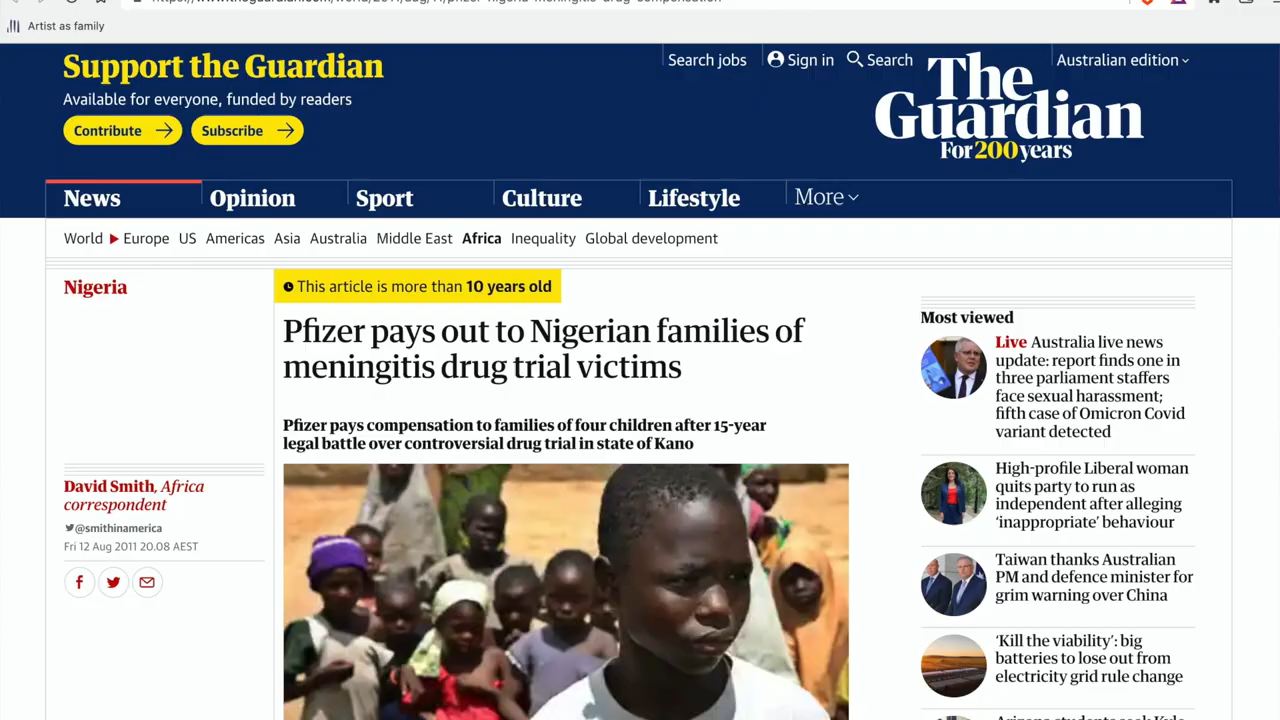 Artist as family
Support the Guardian
Available for everyone, funded by readers
Contribute
Subscribe
Search jobs
Sign in
Search
Australian edition
The
Guardian
For 200 years
News
Opinion
Sport
Culture
Lifestyle
More
World Europe US Americas Asia Australia Middle East Africa Inequality Global development
Nigeria
This article is more than 10 years old
Pfizer pays out to Nigerian families of
meningitis drug trial victims
Pfizer pays compensation to families of four children after 15-year
legal battle over controversial drug trial in state of Kano
David Smith, Africa
correspondent
@smithinamerica
Fri 12 Aug 2011 20.08 AEST
Most viewed
Live Australia live news
update: report finds one in
three parliament staffers
face sexual harassment;
fifth case of Omicron Covid
variant detected
High-profile Liberal woman
quits party to run as
independent after alleging
‘inappropriate’ behaviour
Taiwan thanks Australian
PM and defence minister for
grim warning over China
‘Kill the viability’: big
batteries to lose out from
electricity grid rule change